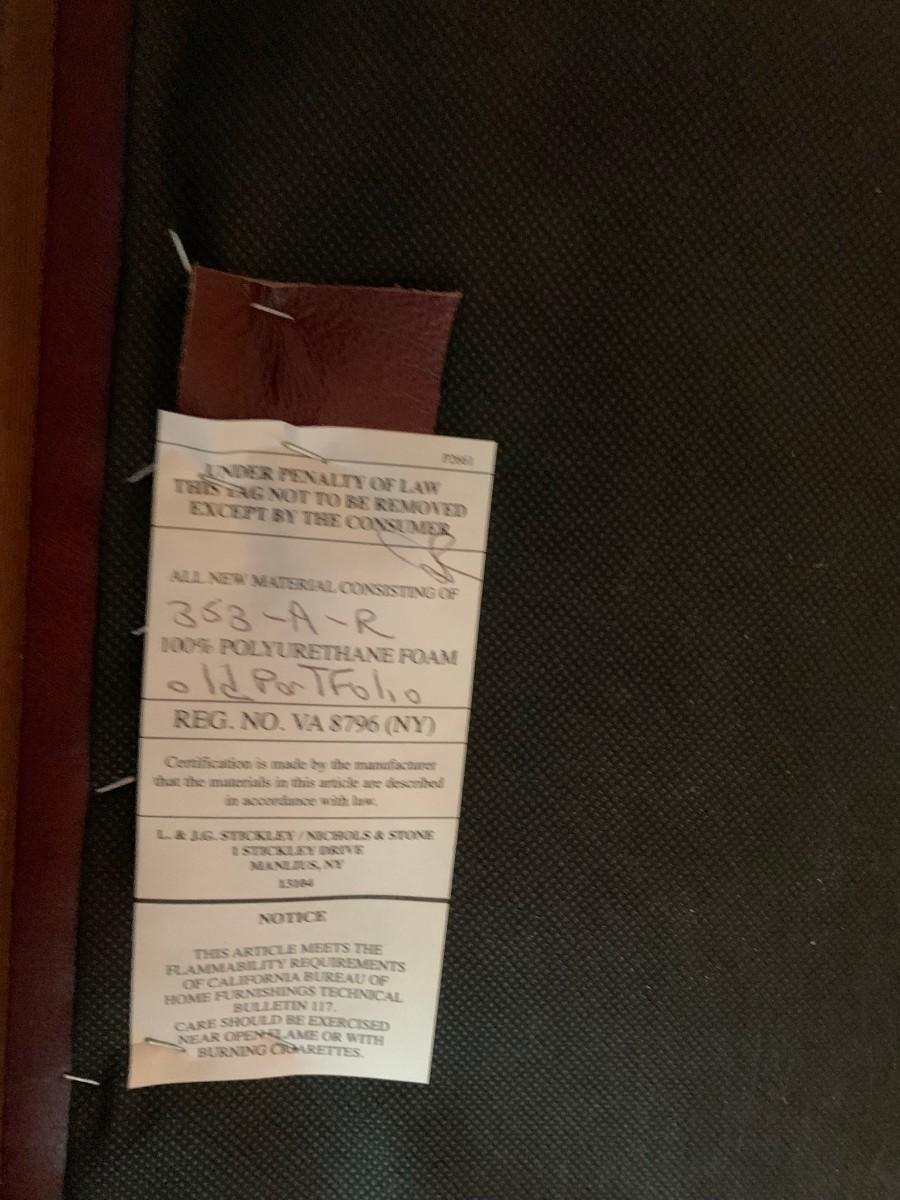 UNDER PENALTY OF LAW
THIS TAG NOT TO BE REMOVED
EXCEPT BY THE CONSUMER
ALL NEW MATERIAL CONSISTING OF
353-A-R
100% POLYURETHANE FOAM
old PorTFolio
REG. NO. VA 8796 (NY)
Certification is made by the manufacturer
that the materials in this article are described
in accordance with law.
L. & J.G. STICKLEY / NICHOLS & STONE
1 STICKLEY DRIVE
MANLIUS, NY
13104
NOTICE
THIS ARTICLE MEETS THE
FLAMMABILITY REQUIREMENTS
OF CALIFORNIA BUREAU OF
HOME FURNISHINGS TECHNICAL
BULLETIN 117.
CARE SHOULD BE EXERCISED
NEAR OPEN FLAME OR WITH
BURNING CIGARETTES.